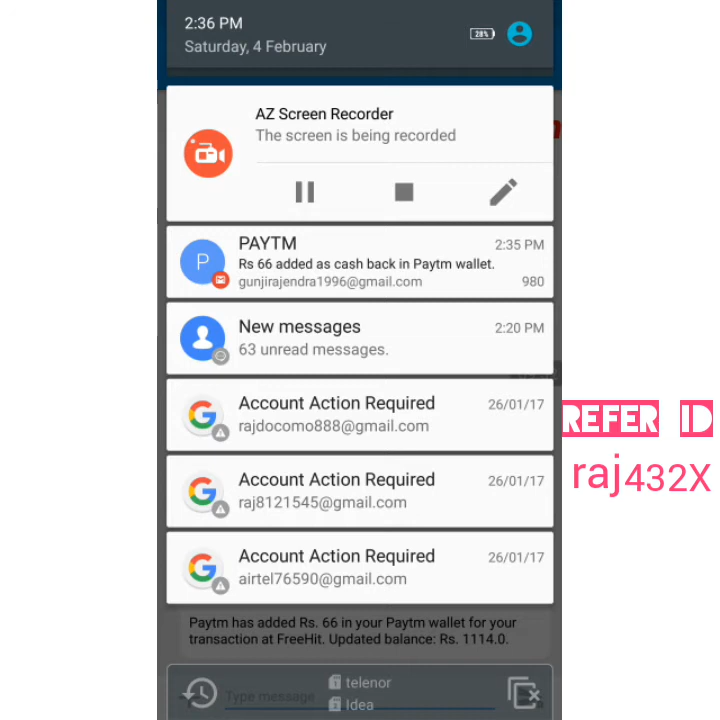 2:36 PM
Saturday, 4 February
28%
AZ Screen Recorder
The screen is being recorded
PAYTM 2:35 PM
P
Rs 66 added as cash back in Paytm wallet.
gunjirajendra1996@gmail.com 980
New messages 2:20 PM
63 unread messages.
Account Action Required 26/01/17
rajdocomo888@gmail.com
Account Action Required 26/01/17
raj8121545@gmail.com
Account Action Required 26/01/17
airtel76590@gmail.com
REFER ID
raj432X
Paytm has added Rs. 66 in your Paytm wallet for your
transaction at FreeHit. Updated balance: Rs. 1114.0.
Type message
telenor
Idea